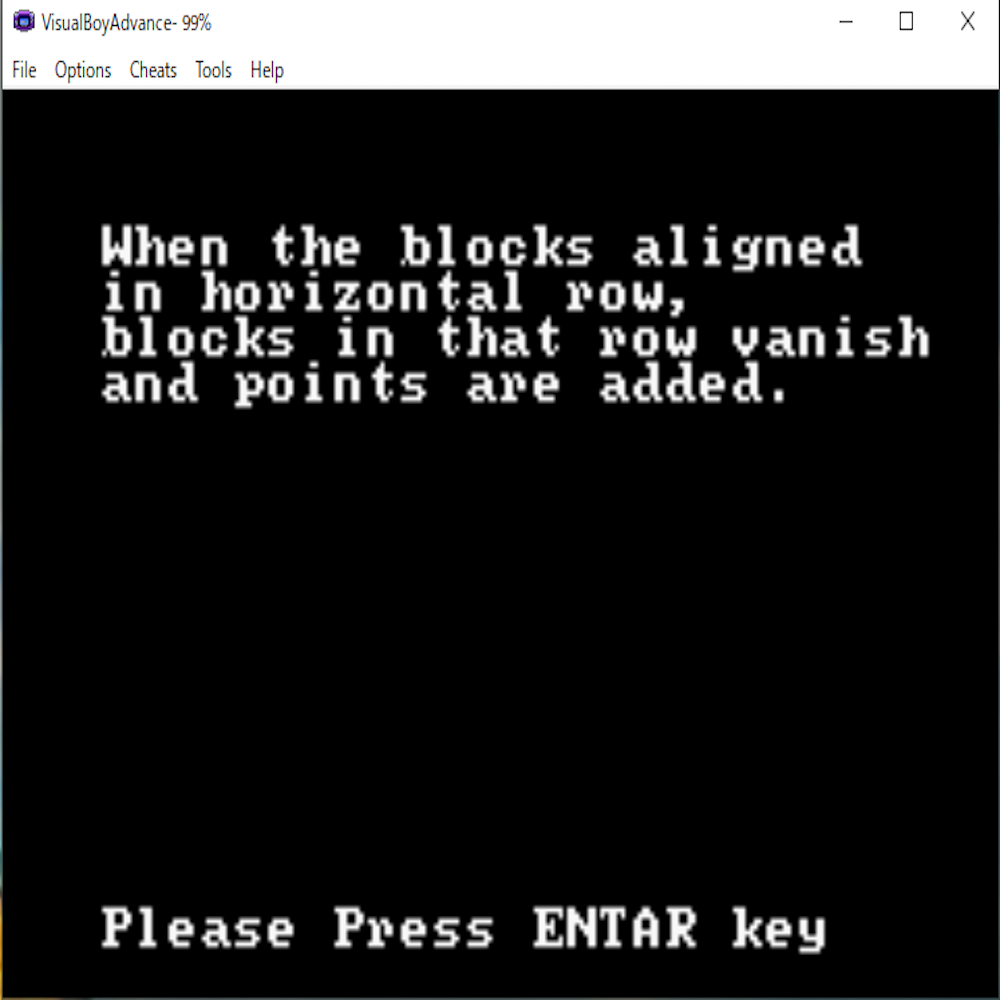 VisualBoyAdvance- 99%
File Options Cheats Tools Help
When the blocks aligned
in horizontal row,
blocks in that row vanish
and points are added.
Please Press ENTAR key